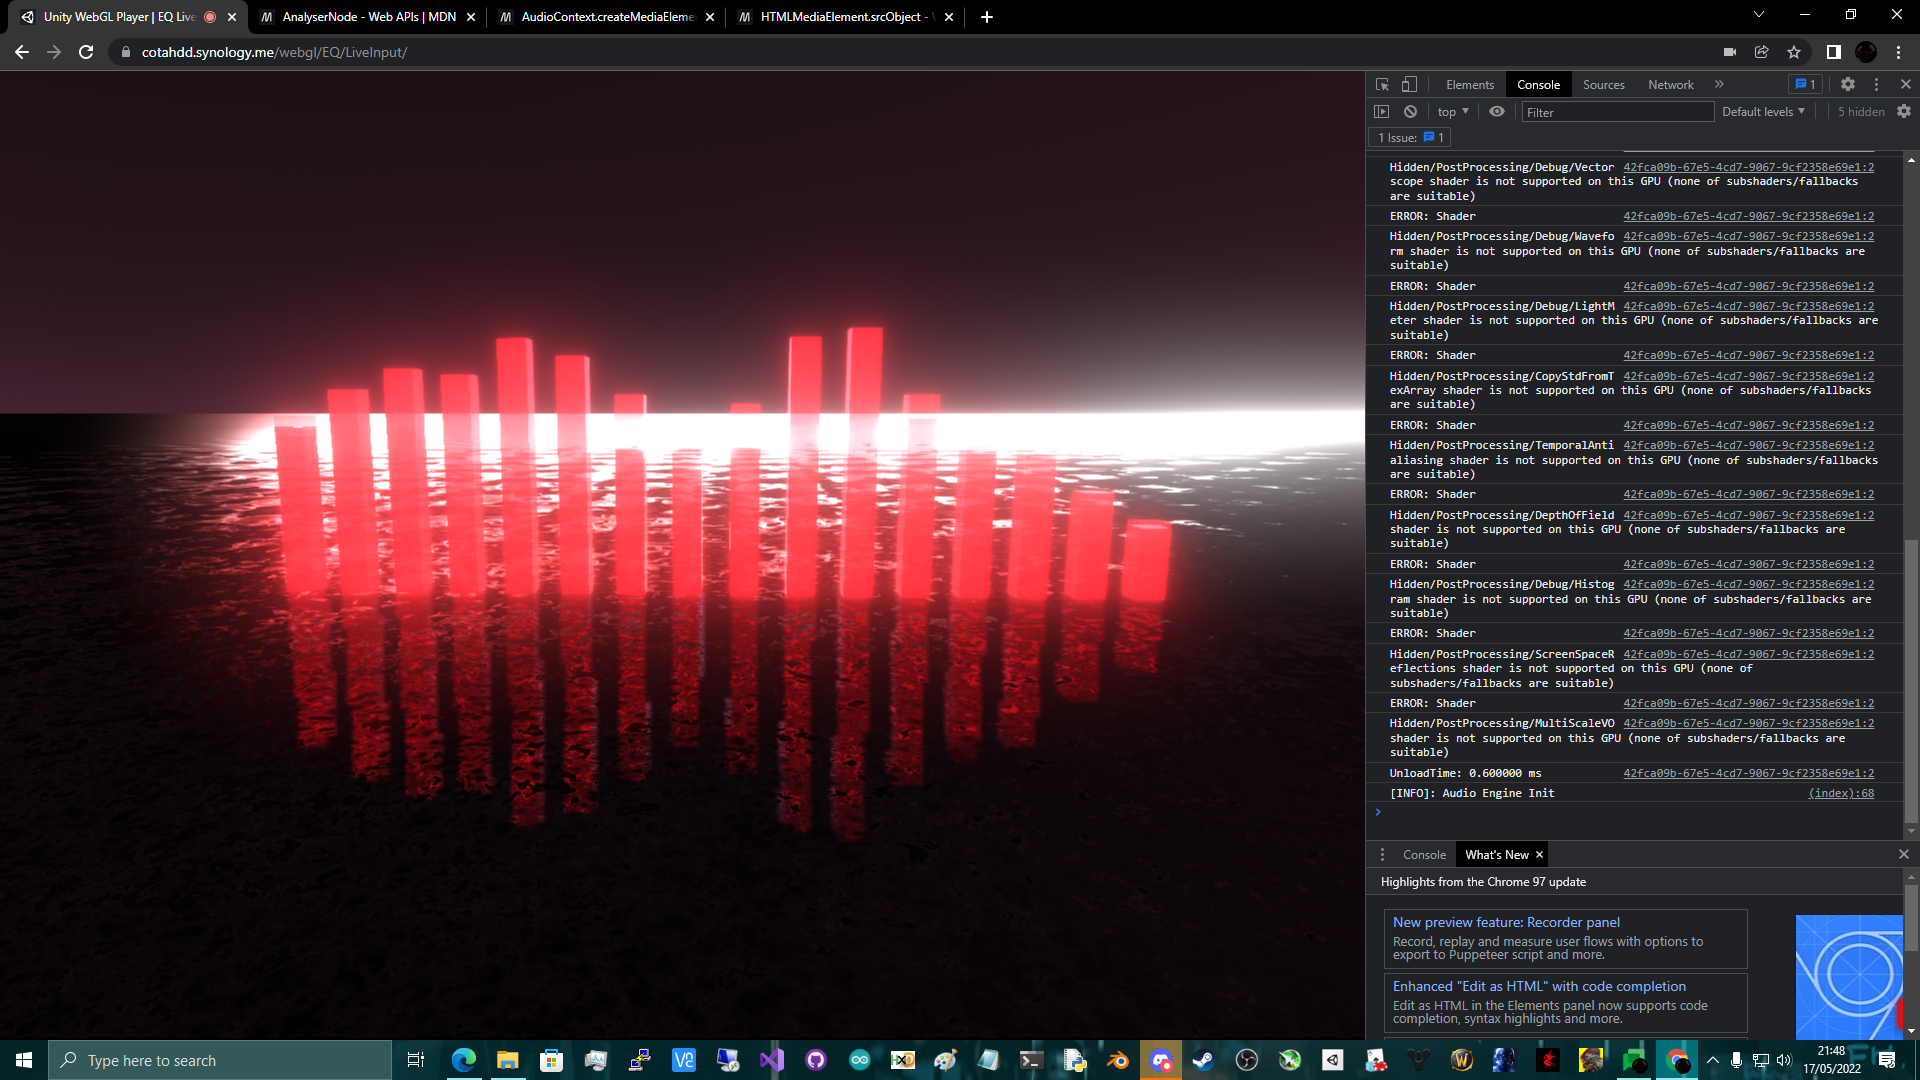 Unity WebGL Player | EQ Live
AnalyserNode - Web APIs | MDN
AudioContext.createMediaEleme
HTMLMediaElement.srcObject -
cotahdd.synology.me/webgl/EQ/LiveInput/
Elements
Console
Sources
Network
1
top
Filter
Default levels
5 hidden
1 Issue: 1
Hidden/PostProcessing/Debug/Vector 42fca09b-67e5-4cd7-9067-9cf2358e69e1:2
scope shader is not supported on this GPU (none of subshaders/fallbacks
are suitable)
ERROR: Shader 42fca09b-67e5-4cd7-9067-9cf2358e69e1:2
Hidden/PostProcessing/Debug/Wavefo 42fca09b-67e5-4cd7-9067-9cf2358e69e1:2
rm shader is not supported on this GPU (none of subshaders/fallbacks are
suitable)
ERROR: Shader 42fca09b-67e5-4cd7-9067-9cf2358e69e1:2
Hidden/PostProcessing/Debug/LightM 42fca09b-67e5-4cd7-9067-9cf2358e69e1:2
eter shader is not supported on this GPU (none of subshaders/fallbacks are
suitable)
ERROR: Shader 42fca09b-67e5-4cd7-9067-9cf2358e69e1:2
Hidden/PostProcessing/CopyStdFromT 42fca09b-67e5-4cd7-9067-9cf2358e69e1:2
exArray shader is not supported on this GPU (none of subshaders/fallbacks
are suitable)
ERROR: Shader 42fca09b-67e5-4cd7-9067-9cf2358e69e1:2
Hidden/PostProcessing/TemporalAnti 42fca09b-67e5-4cd7-9067-9cf2358e69e1:2
aliasing shader is not supported on this GPU (none of subshaders/fallbacks
are suitable)
ERROR: Shader 42fca09b-67e5-4cd7-9067-9cf2358e69e1:2
Hidden/PostProcessing/DepthOfField 42fca09b-67e5-4cd7-9067-9cf2358e69e1:2
shader is not supported on this GPU (none of subshaders/fallbacks are
suitable)
ERROR: Shader 42fca09b-67e5-4cd7-9067-9cf2358e69e1:2
Hidden/PostProcessing/Debug/Histog 42fca09b-67e5-4cd7-9067-9cf2358e69e1:2
ram shader is not supported on this GPU (none of subshaders/fallbacks are
suitable)
ERROR: Shader 42fca09b-67e5-4cd7-9067-9cf2358e69e1:2
Hidden/PostProcessing/ScreenSpaceR 42fca09b-67e5-4cd7-9067-9cf2358e69e1:2
eflections shader is not supported on this GPU (none of
subshaders/fallbacks are suitable)
ERROR: Shader 42fca09b-67e5-4cd7-9067-9cf2358e69e1:2
Hidden/PostProcessing/MultiScaleVO 42fca09b-67e5-4cd7-9067-9cf2358e69e1:2
shader is not supported on this GPU (none of subshaders/fallbacks are
suitable)
UnloadTime: 0.600000 ms 42fca09b-67e5-4cd7-9067-9cf2358e69e1:2
[INFO]: Audio Engine Init (index):68
Console
What's New
Highlights from the Chrome 97 update
New preview feature: Recorder panel
Record, replay and measure user flows with options to
export to Puppeteer script and more.
Enhanced "Edit as HTML" with code completion
Edit as HTML in the Elements panel now supports code
completion, syntax highlights and more.
Type here to search
21:48
17/05/2022